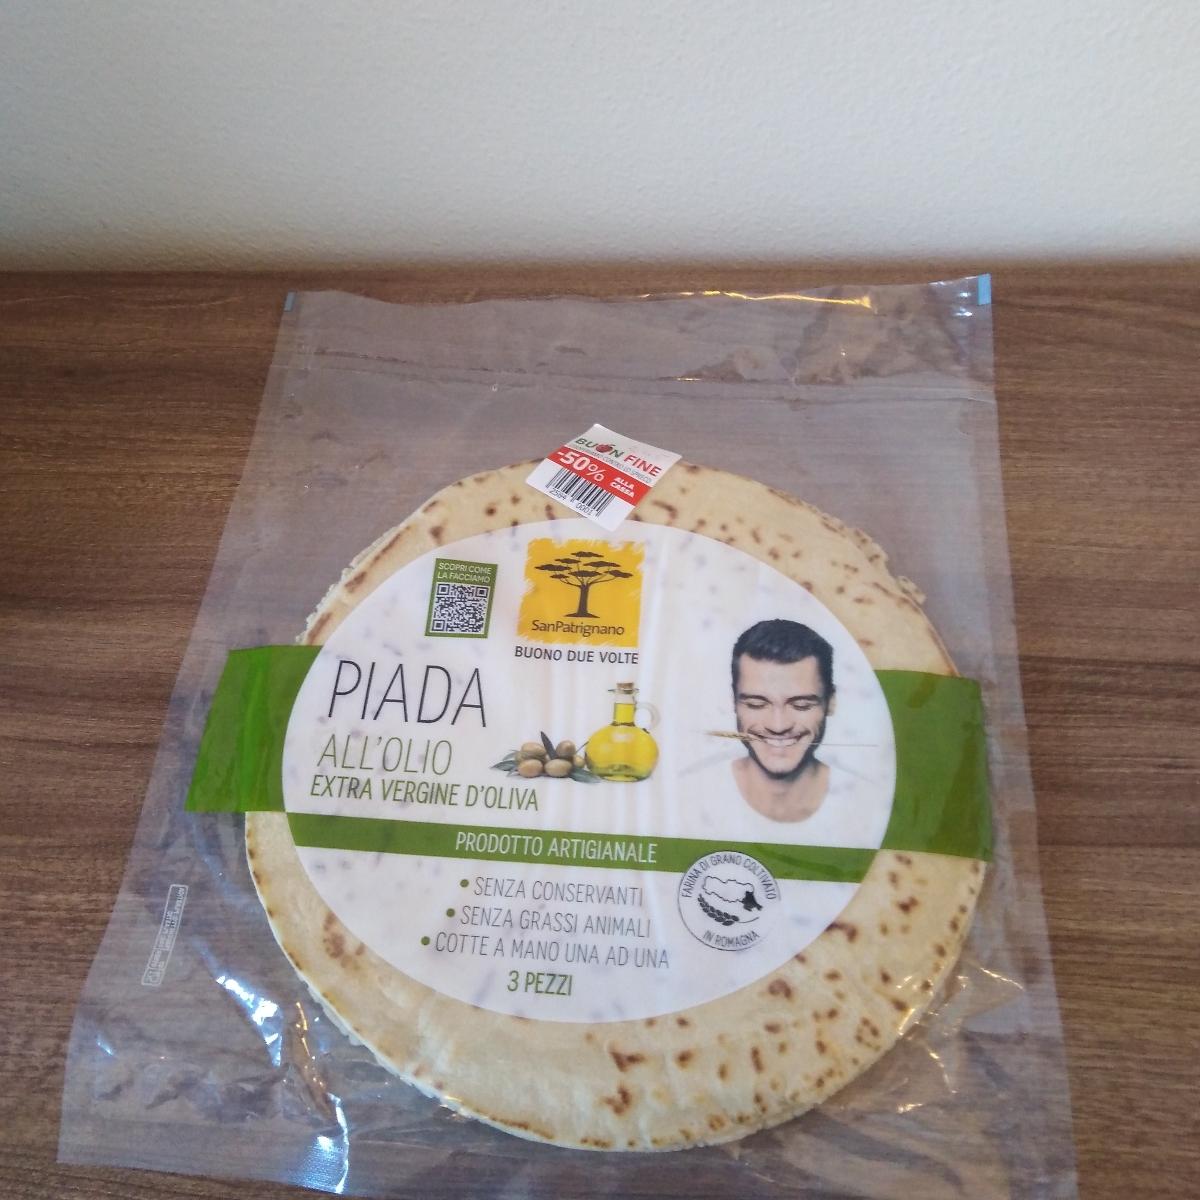 BUON FINE
-50%
ALLA
CASSA
SCOPRI COME
LA FACCIAMO
SanPatrignano
BUONO DUE VOLTE
PIADA
ALL'OLIO
EXTRA VERGINE D'OLIVA
PRODOTTO ARTIGIANALE
• SENZA CONSERVANTI
• SENZA GRASSI ANIMALI
• COTTE A MANO UNA AD UNA
3 PEZZI
FARINA DI GRANO COLTIVATO
IN ROMAGNA